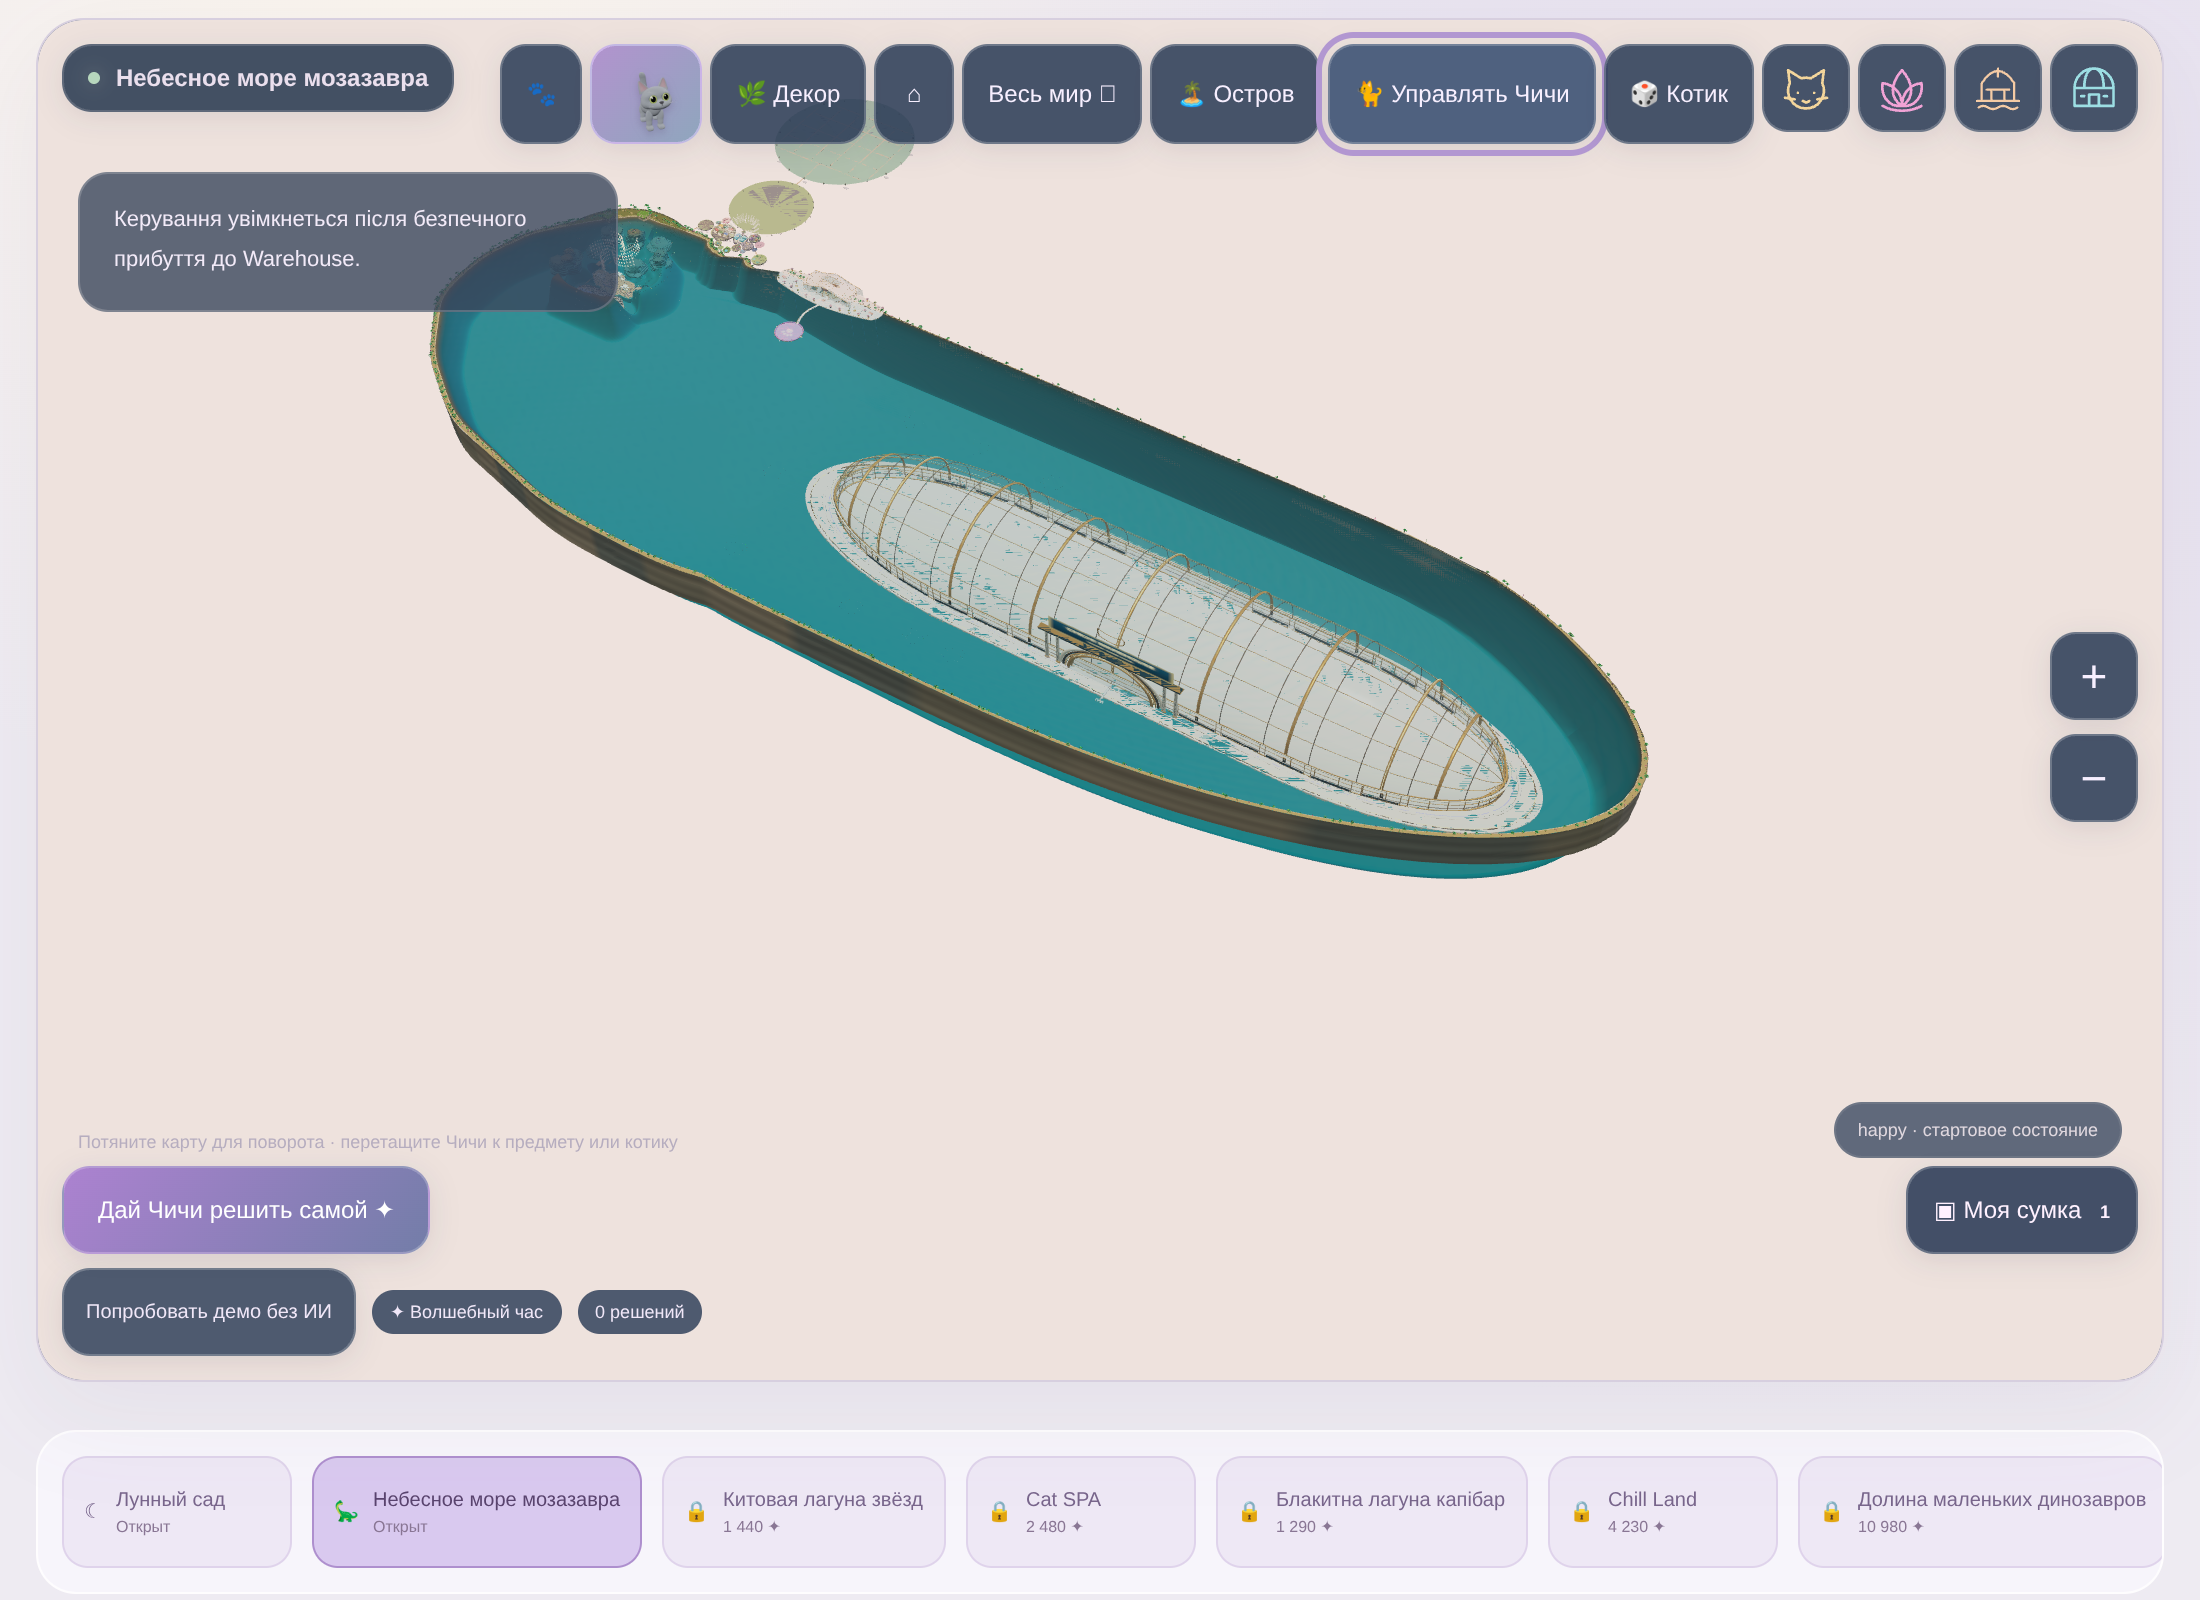 Небесное море мозазавра
🌿 Декор
Весь мир
🏝️ Остров
🐈 Управлять Чичи
🎲 Котик
Керування увімкнеться після безпечного
прибуття до Warehouse.
+
−
Потяните карту для поворота · перетащите Чичи к предмету или котику
happy · стартовое состояние
Дай Чичи решить самой ✦
▣ Моя сумка 1
Попробовать демо без ИИ
✦ Волшебный час
0 решений
Лунный сад
Открыт
Небесное море мозазавра
Открыт
Китовая лагуна звёзд
1 440 ✦
Cat SPA
2 480 ✦
Блакитна лагуна капібар
1 290 ✦
Chill Land
4 230 ✦
Долина маленьких динозавров
10 980 ✦